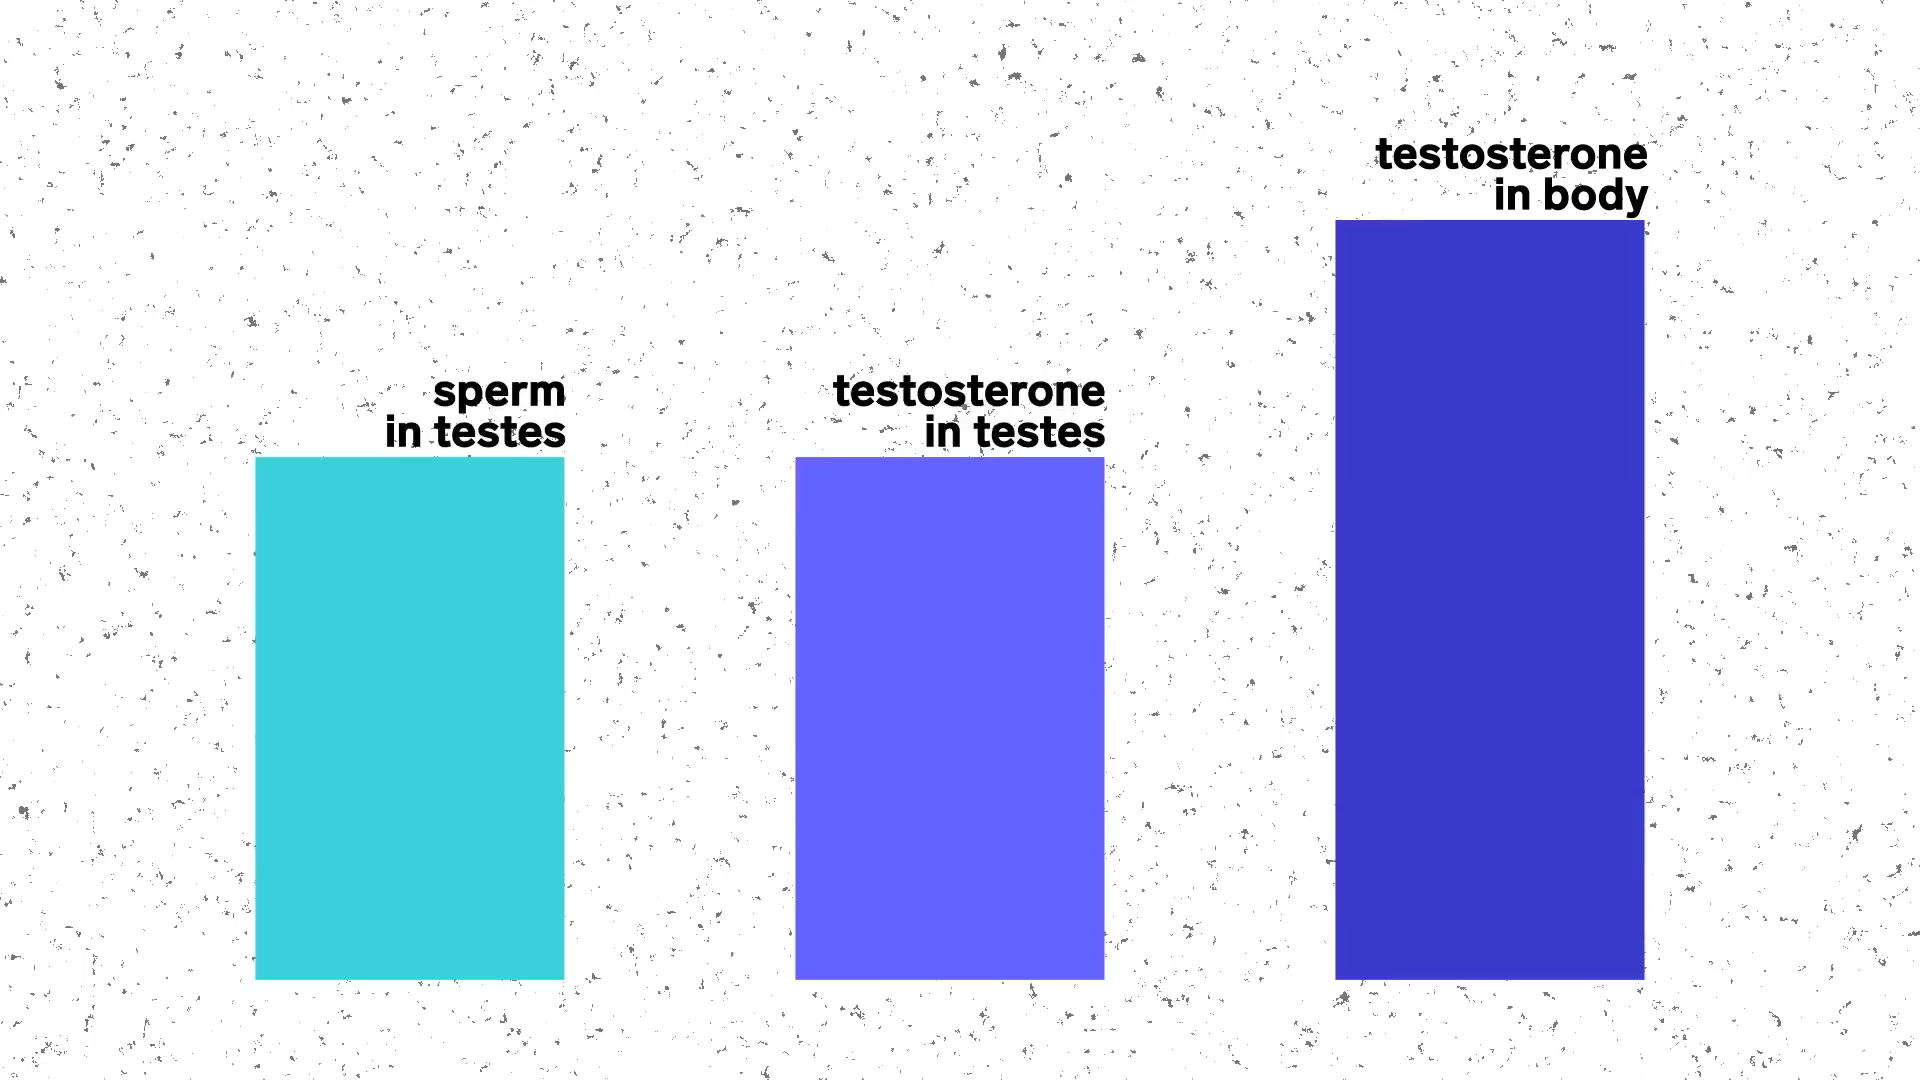 sperm
in testes
testosterone
in testes
testosterone
in body